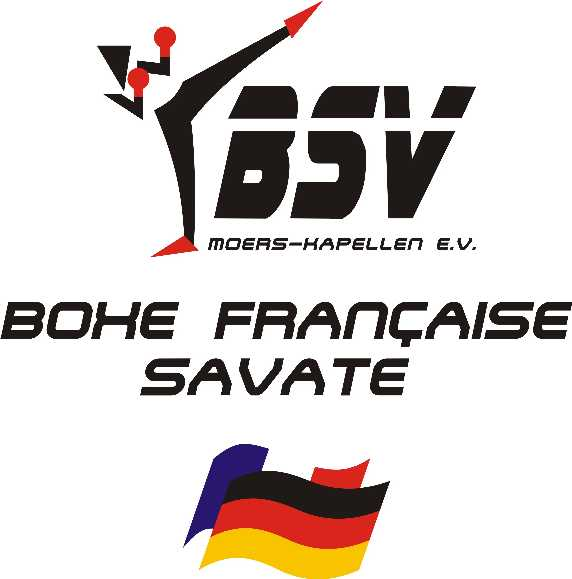 BSV
MOERS-KAPELLEN E.V.
BOXE FRANÇAISE
SAVATE